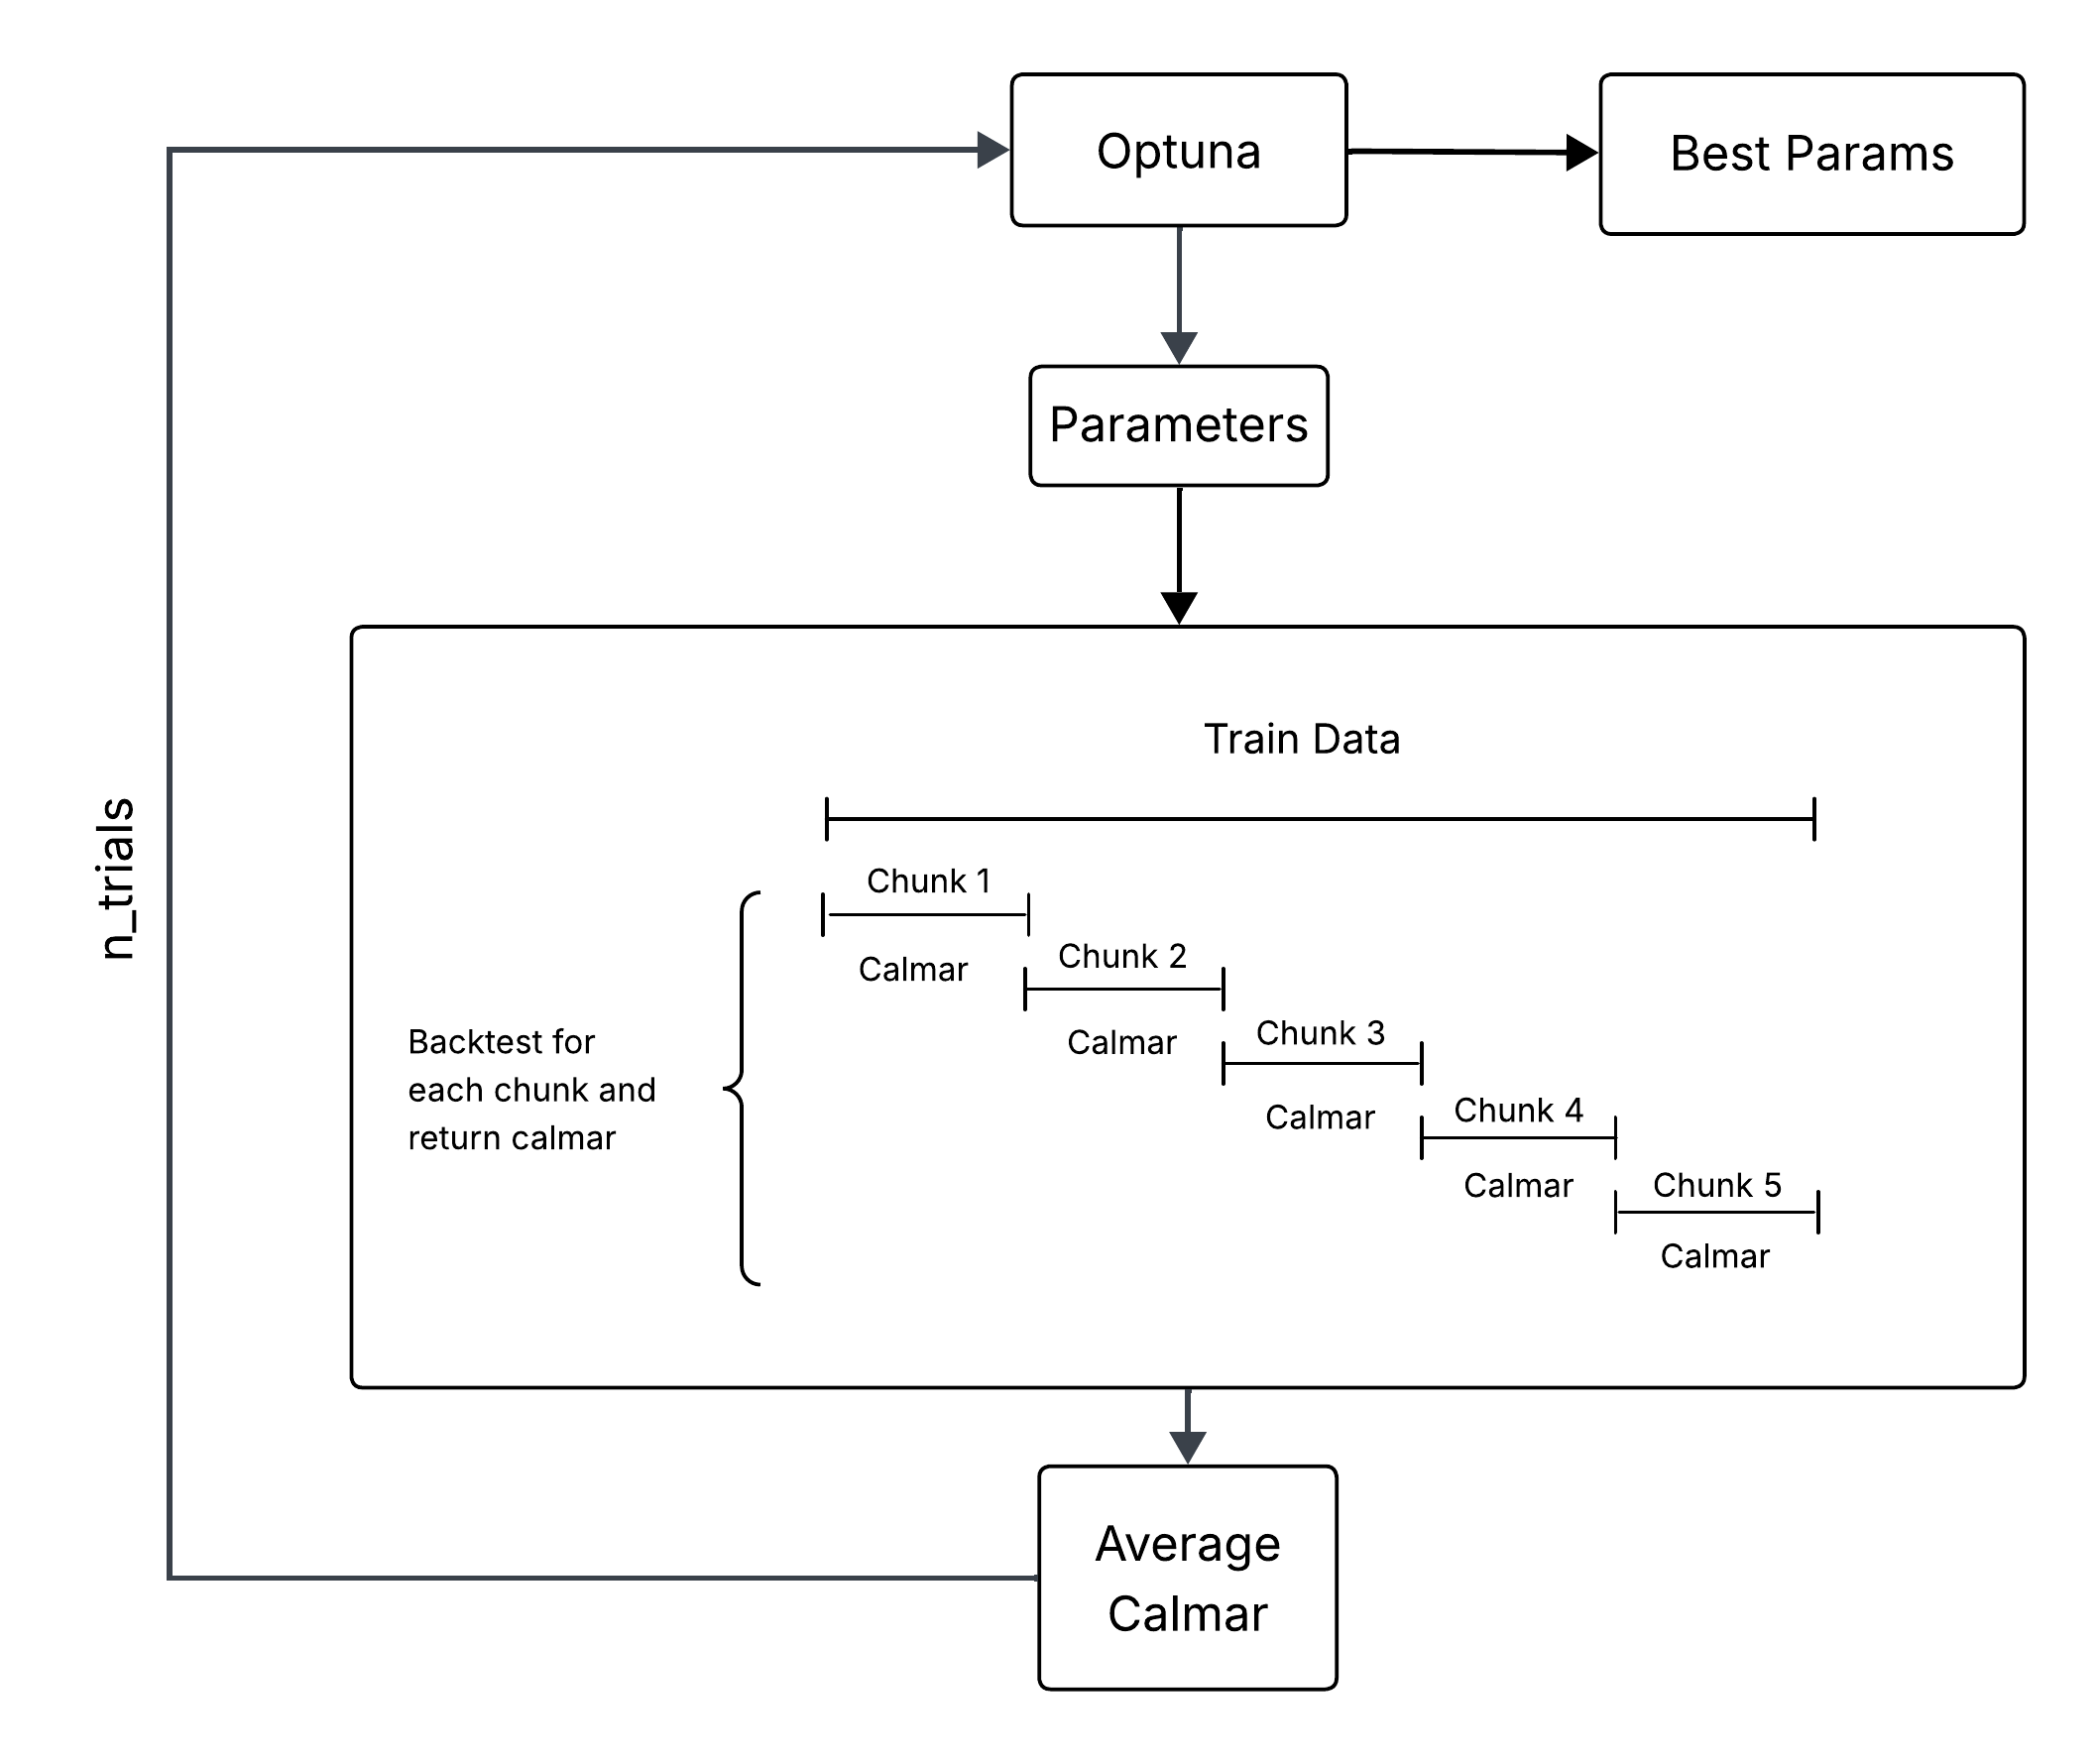 Optuna
Best Params
Parameters
Train Data
Chunk 1
Calmar
Chunk 2
Calmar
Chunk 3
Calmar
Chunk 4
Calmar
Chunk 5
Calmar
Backtest for
each chunk and
return calmar
n_trials
Average
Calmar